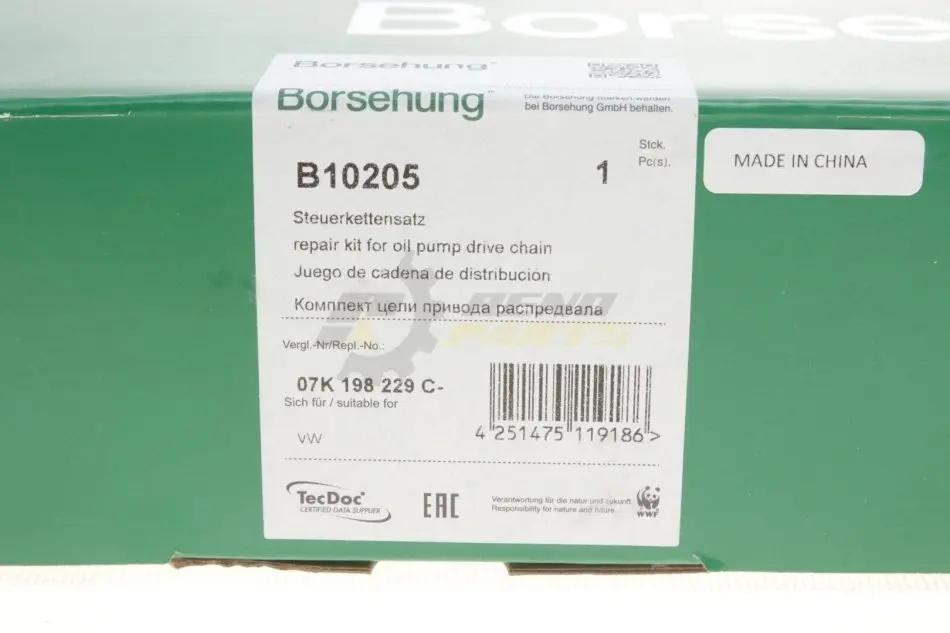 Borsehung
Borsehung
Die Borsehung marken werden
bei Borsehung GmbH behalten.
B10205
1
Stck.
Pc(s).
MADE IN CHINA
Steuerkettensatz
repair kit for oil pump drive chain
Juego de cadena de distribución
Комплект цепи привода распредвала
Vergl.-Nr/Repl.-No.:
07K 198 229 C-
Sich für / suitable for
VW
4 251475 119186 >
TecDoc
CERTIFIED DATA SUPPLIER
EAC
Verantwortung für die natur und zukunft
Responsibility for nature and future...
WWF